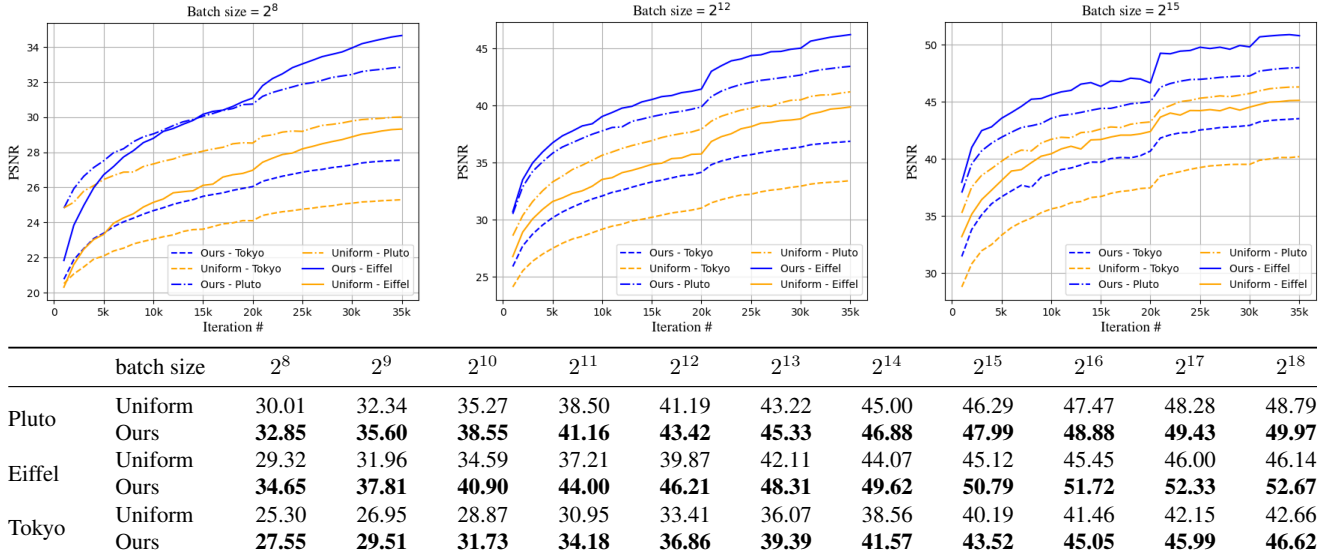 Batch size = 2^8
PSNR
34
32
30
28
26
24
22
20
0 5k 10k 15k 20k 25k 30k 35k
Iteration #
Ours - Tokyo
Uniform - Tokyo
Ours - Pluto
Uniform - Pluto
Ours - Eiffel
Uniform - Eiffel
Batch size = 2^12
PSNR
45
40
35
30
25
0 5k 10k 15k 20k 25k 30k 35k
Iteration #
Ours - Tokyo
Uniform - Tokyo
Ours - Pluto
Uniform - Pluto
Ours - Eiffel
Uniform - Eiffel
Batch size = 2^15
PSNR
50
45
40
35
30
0 5k 10k 15k 20k 25k 30k 35k
Iteration #
Ours - Tokyo
Uniform - Tokyo
Ours - Pluto
Uniform - Pluto
Ours - Eiffel
Uniform - Eiffel
batch size 2^8 2^9 2^10 2^11 2^12 2^13 2^14 2^15 2^16 2^17 2^18
Pluto
Uniform 30.01 32.34 35.27 38.50 41.19 43.22 45.00 46.29 47.47 48.28 48.79
Ours 32.85 35.60 38.55 41.16 43.42 45.33 46.88 47.99 48.88 49.43 49.97
Eiffel
Uniform 29.32 31.96 34.59 37.21 39.87 42.11 44.07 45.12 45.45 46.00 46.14
Ours 34.65 37.81 40.90 44.00 46.21 48.31 49.62 50.79 51.72 52.33 52.67
Tokyo
Uniform 25.30 26.95 28.87 30.95 33.41 36.07 38.56 40.19 41.46 42.15 42.66
Ours 27.55 29.51 31.73 34.18 36.86 39.39 41.57 43.52 45.05 45.99 46.62